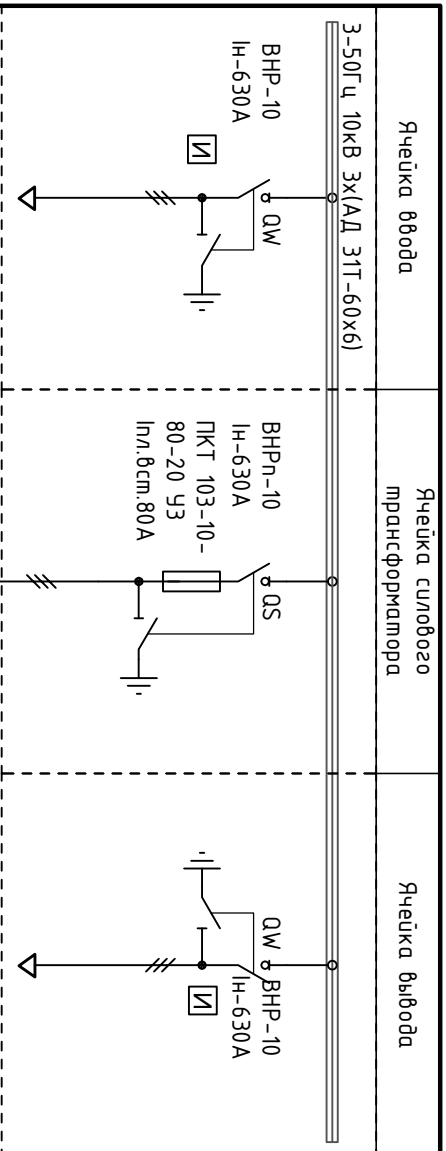 Ячейка ввода
Ячейка силового
трансформатора
Ячейка вывода
3-50Гц 10кВ 3х(АД 31Т-60х6)
ВНР-10
Iн-630А
QW
И
ВНРп-10
Iн-630А
QS
ПКТ 103-10-
80-20 У3
Iпл.вст.80А
QW
ВНР-10
Iн-630А
И